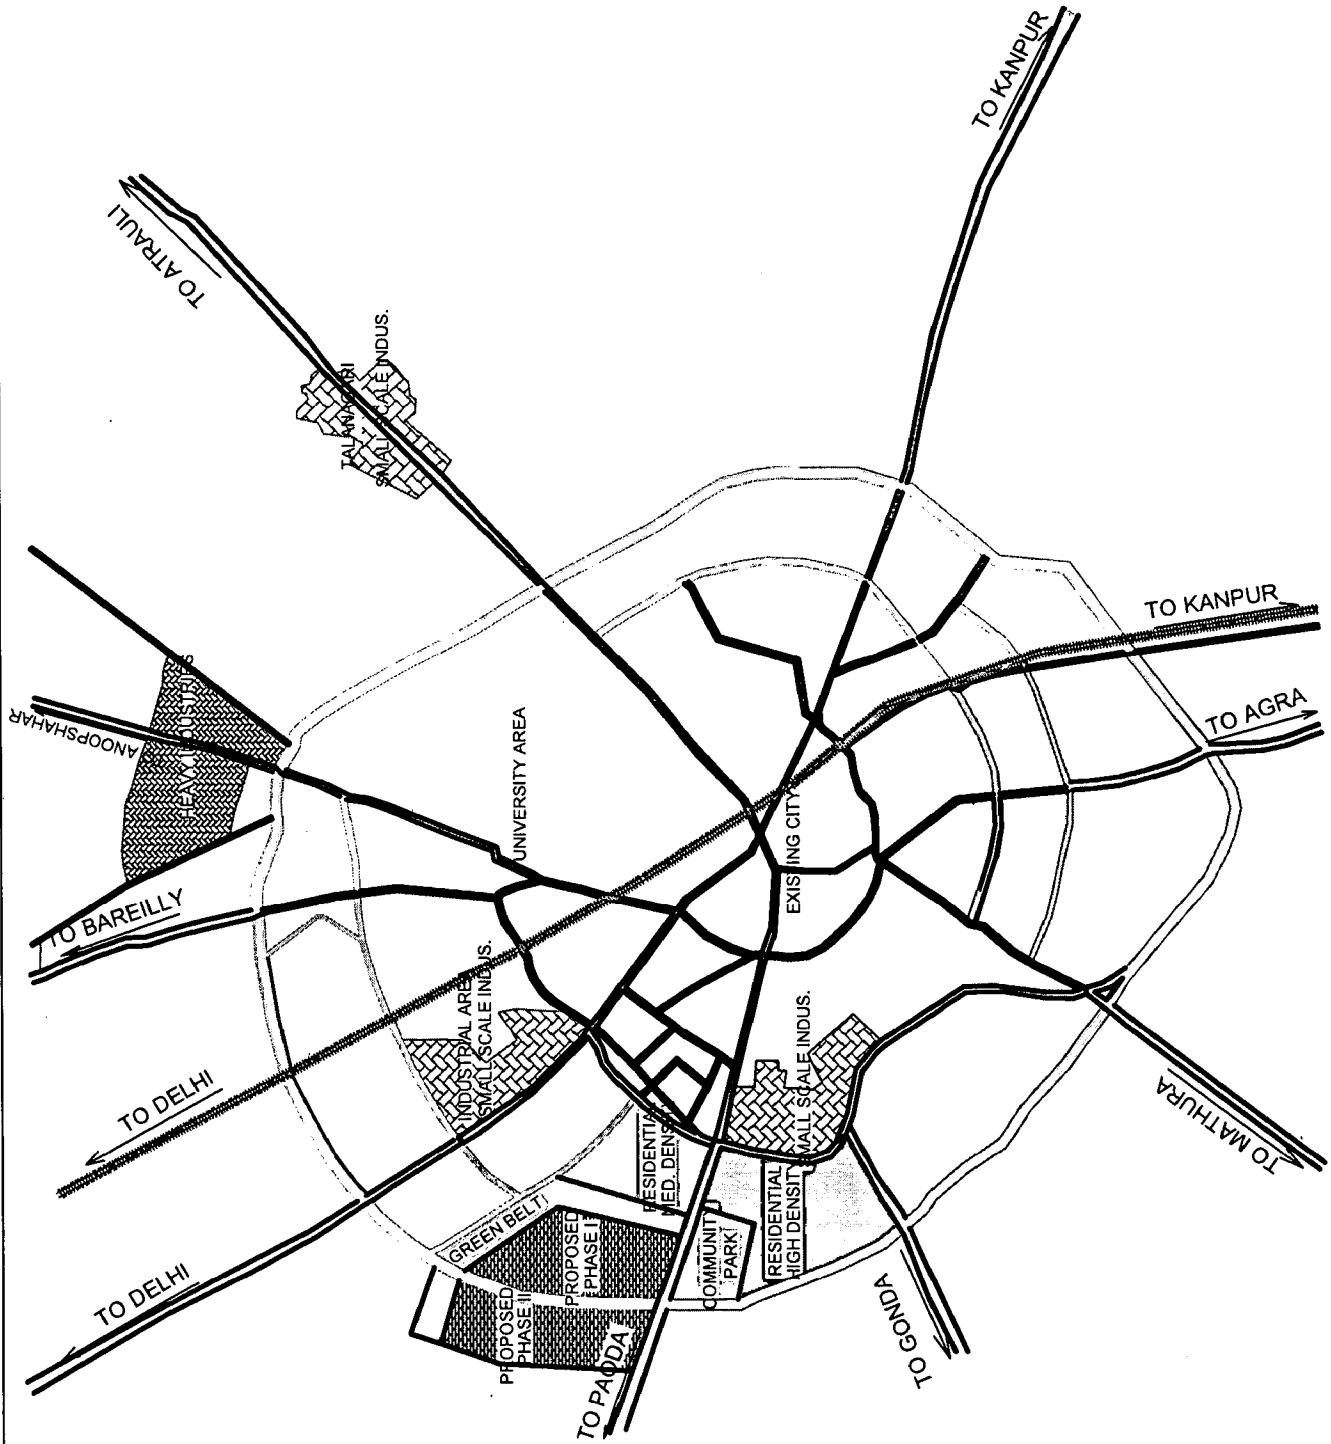 TO KANPUR
TO ATRAULI
TALANAGARI
SMALL SCALE INDUS.
TO KANPUR
HEAVY INDUSTRIES
ANOOPSHAHAR
TO AGRA
UNIVERSITY AREA
EXISTING CITY
TO BAREILLY
INDUSTRIAL AREA
SMALL SCALE INDUS.
SMALL SCALE INDUS.
TO DELHI
TO MATHURA
RESIDENTIAL
MED. DENSITY
RESIDENTIAL
HIGH DENSITY
GREEN BELT
COMMUNITY
PARK
PROPOSED
PHASE I
PROPOSED
PHASE II
TO DELHI
TO GONDA
TO PAODA